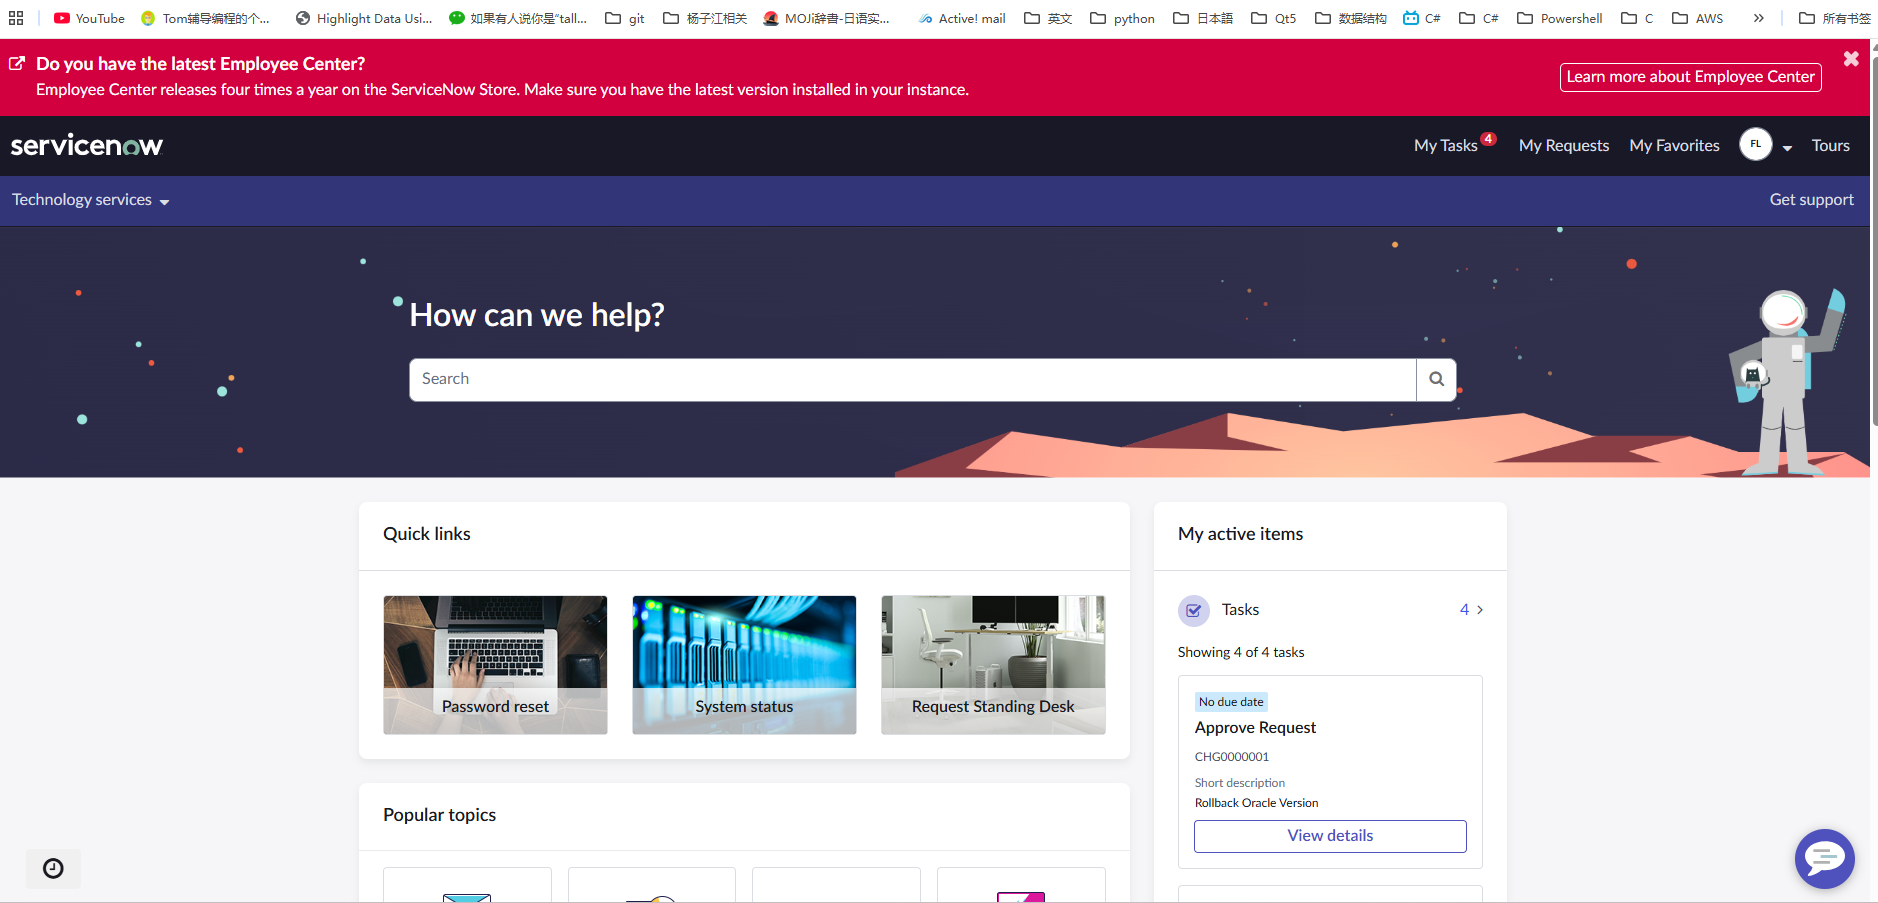 YouTube Tom辅导编程的个... Highlight Data Usi... 如果有人说你是“tall... git 杨子江相关 MOJi辞書-日语实... Active! mail 英文 python 日本語 Qt5 数据结构 C# C# Powershell C AWS 所有书签
Do you have the latest Employee Center?
Employee Center releases four times a year on the ServiceNow Store. Make sure you have the latest version installed in your instance.
Learn more about Employee Center
servicenow
My Tasks 4 My Requests My Favorites FL Tours
Technology services Get support
How can we help?
Search
Quick links
Password reset
System status
Request Standing Desk
Popular topics
My active items
Tasks 4
Showing 4 of 4 tasks
No due date
Approve Request
CHG0000001
Short description
Rollback Oracle Version
View details